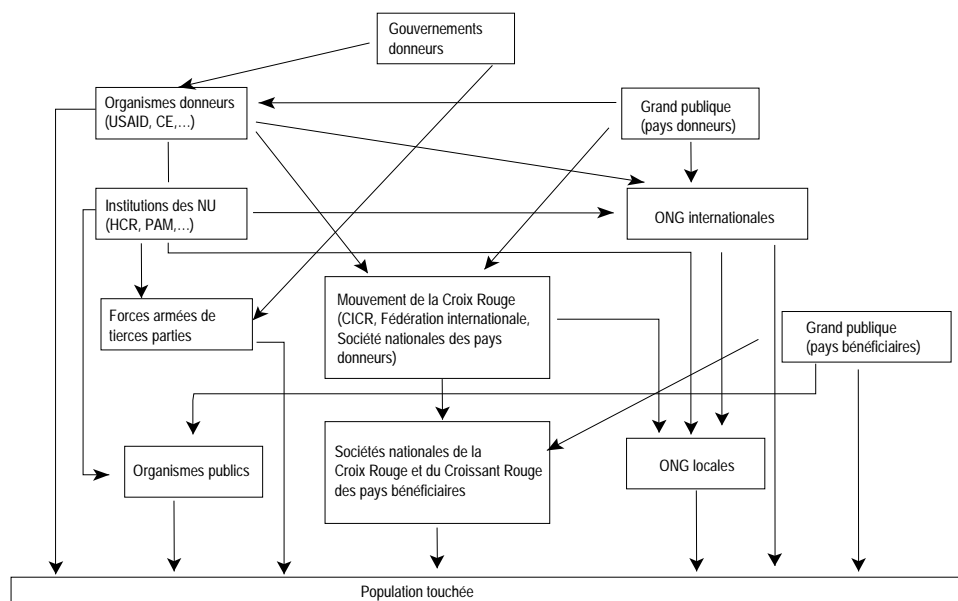 Gouvernements
donneurs
Organismes donneurs
(USAID, CE,...)
Grand publique
(pays donneurs)
Institutions des NU
(HCR, PAM,...)
ONG internationales
Forces armées de
tierces parties
Mouvement de la Croix Rouge
(CICR, Fédération internationale,
Société nationales des pays
donneurs)
Grand publique
(pays bénéficiaires)
Organismes publics
Sociétés nationales de la
Croix Rouge et du Croissant Rouge
des pays bénéficiaires
ONG locales
Population touchée